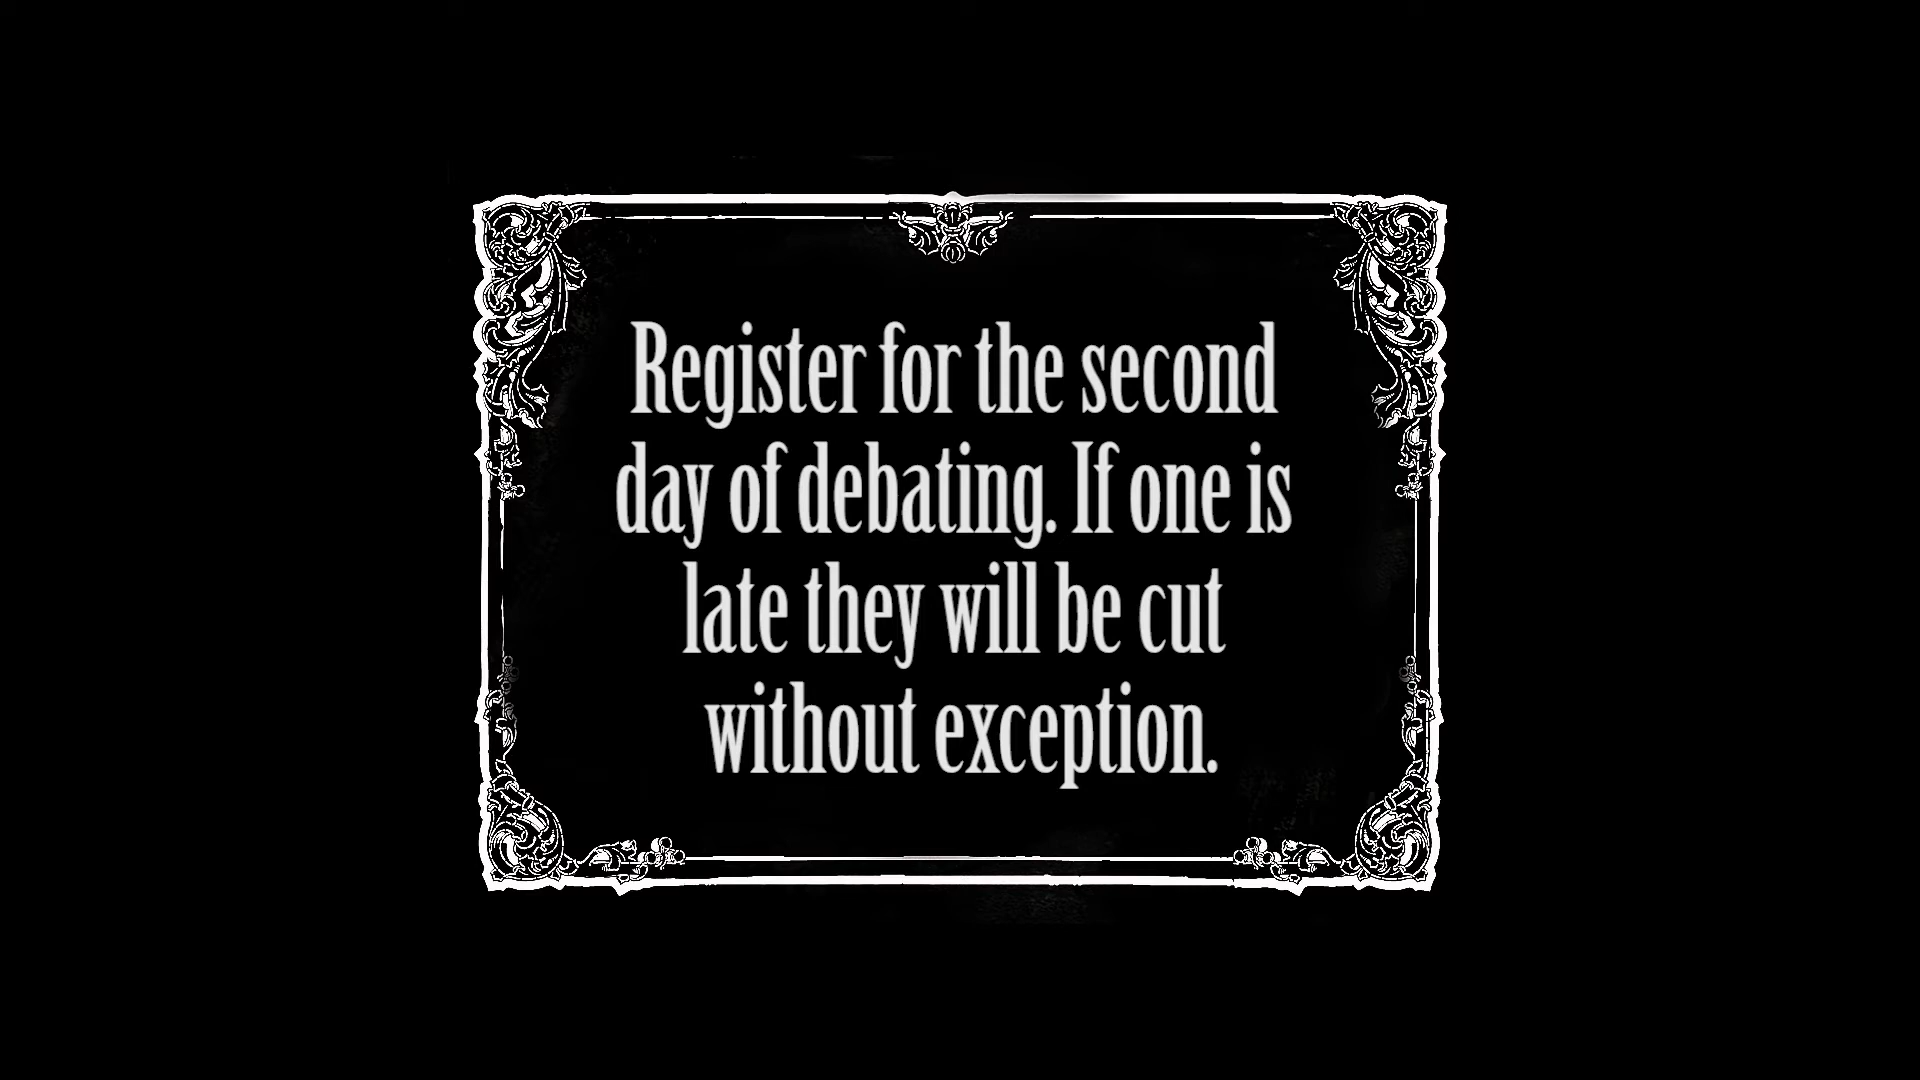 Register for the second
day of debating. If one is
late they will be cut
without exception.